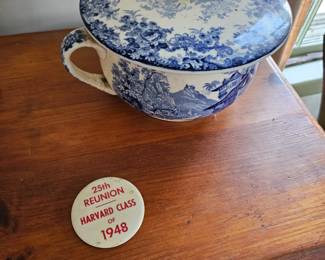 25th
REUNION
HARVARD CLASS
OF
1948